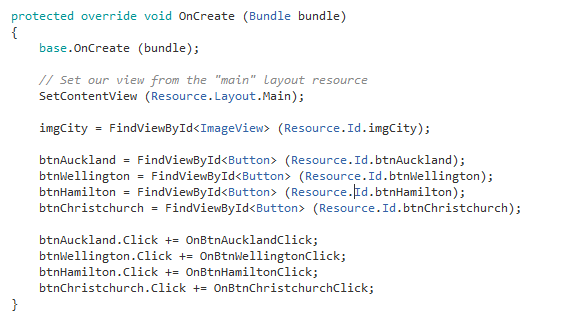 protected override void OnCreate (Bundle bundle)
{
base.OnCreate (bundle);
// Set our view from the "main" layout resource
SetContentView (Resource.Layout.Main);
imgCity = FindViewById<ImageView> (Resource.Id.imgCity);
btnAuckland = FindViewById<Button> (Resource.Id.btnAuckland);
btnWellington = FindViewById<Button> (Resource.Id.btnWellington);
btnHamilton = FindViewById<Button> (Resource.Id.btnHamilton);
btnChristchurch = FindViewById<Button> (Resource.Id.btnChristchurch);
btnAuckland.Click += OnBtnAucklandClick;
btnWellington.Click += OnBtnWellingtonClick;
btnHamilton.Click += OnBtnHamiltonClick;
btnChristchurch.Click += OnBtnChristchurchClick;
}